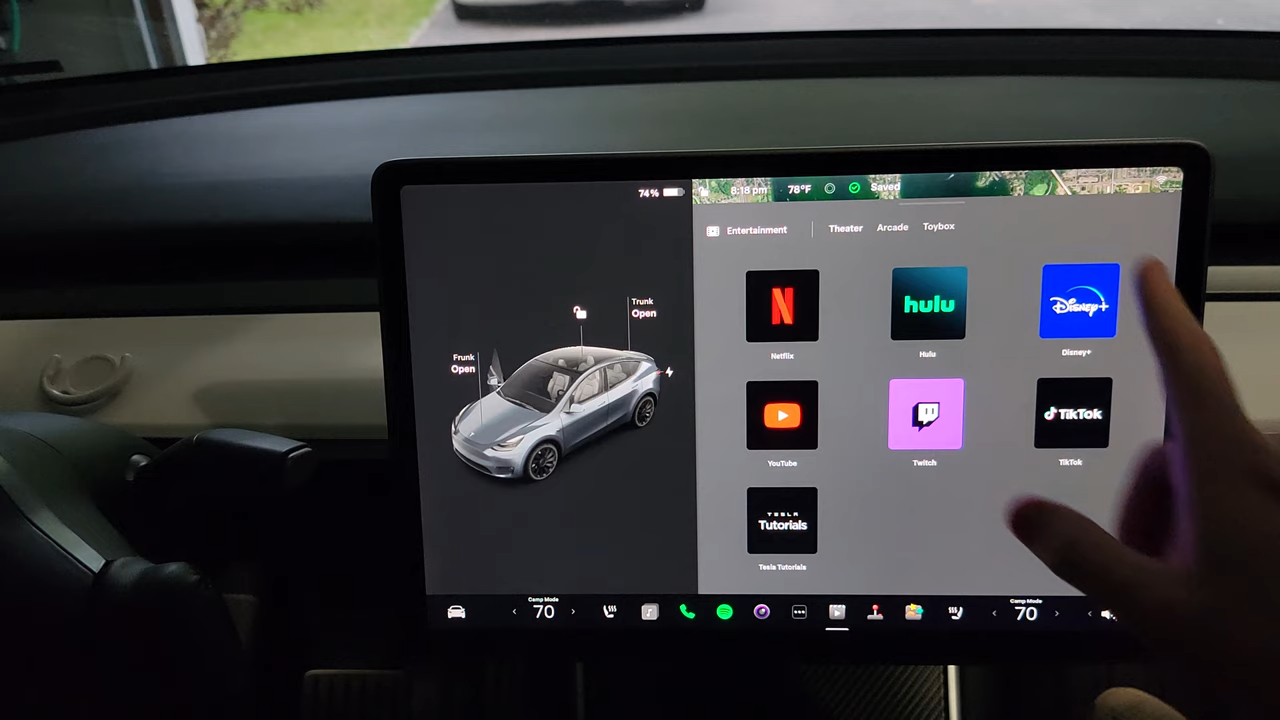 74%
8:18 pm 78°F Saved
Entertainment Theater Arcade Toybox
Trunk
Open
Frunk
Open
N
Netflix
hulu
Hulu
Disney+
Disney+
YouTube
Twitch
TikTok
TikTok
TESLA
Tutorials
Tesla Tutorials
Camp Mode
70
Camp Mode
70